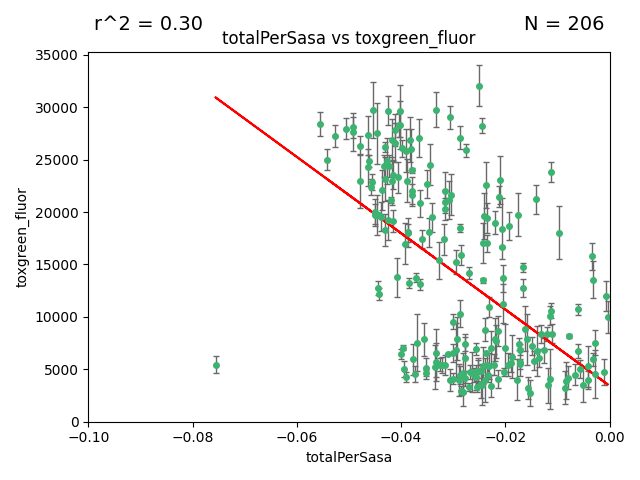 r^2 = 0.30
N = 206
totalPerSasa vs toxgreen_fluor
35000
30000
25000
20000
15000
10000
5000
0
toxgreen_fluor
−0.10
−0.08
−0.06
−0.04
−0.02
0.00
totalPerSasa